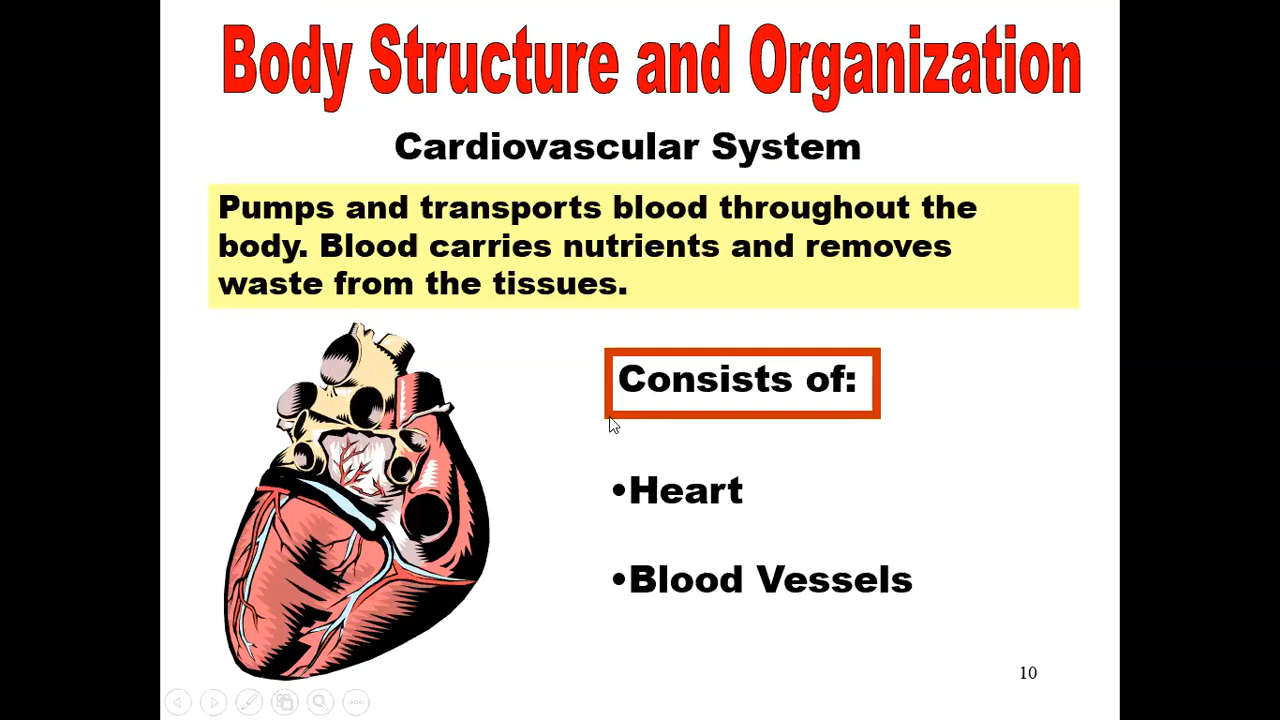 Body Structure and Organization
Cardiovascular System
Pumps and transports blood throughout the
body. Blood carries nutrients and removes
waste from the tissues.
Consists of:
•Heart
•Blood Vessels
10